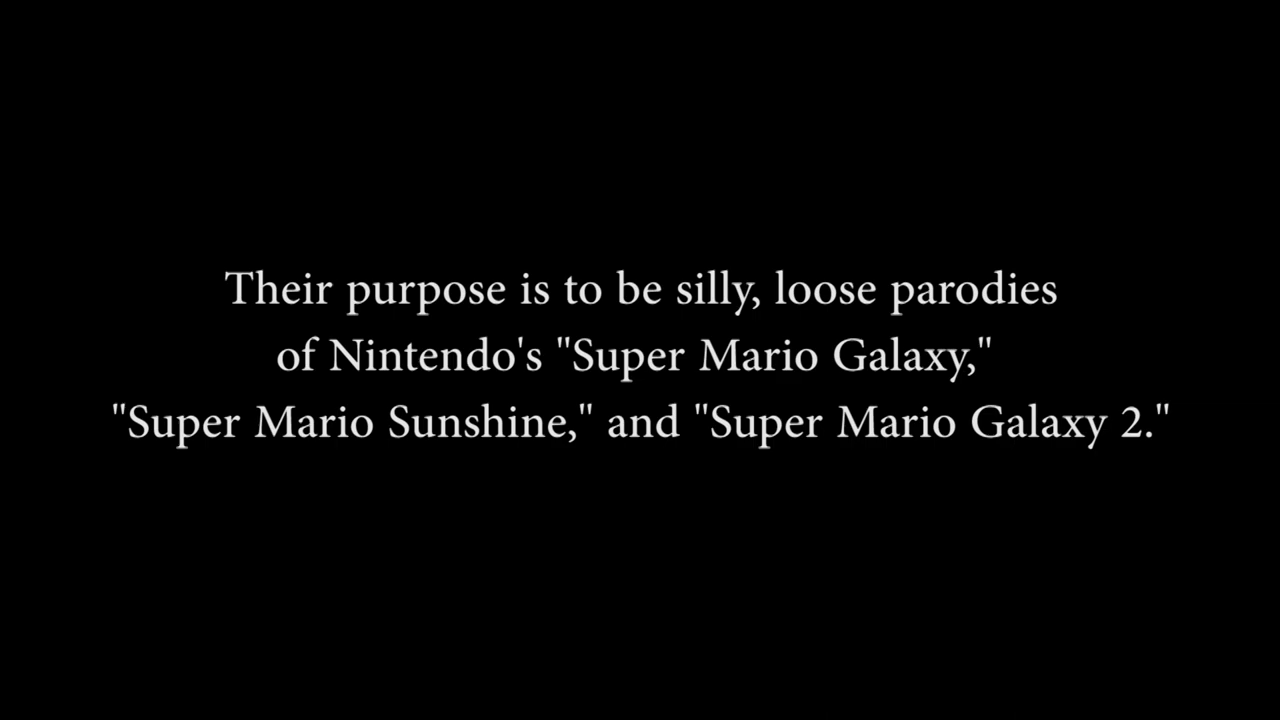 Their purpose is to be silly, loose parodies
of Nintendo's "Super Mario Galaxy,"
"Super Mario Sunshine," and "Super Mario Galaxy 2."